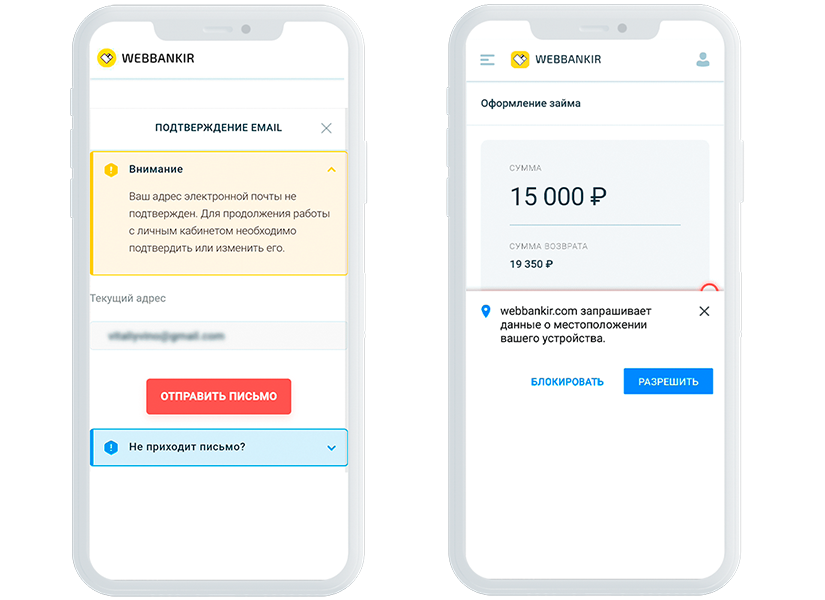 WEBBANKIR
ПОДТВЕРЖДЕНИЕ EMAIL
Внимание
Ваш адрес электронной почты не
подтвержден. Для продолжения работы
с личным кабинетом необходимо
подтвердить или изменить его.
Текущий адрес
ОТПРАВИТЬ ПИСЬМО
Не приходит письмо?
WEBBANKIR
Оформление займа
СУММА
15 000 ₽
СУММА ВОЗВРАТА
19 350 ₽
webbankir.com запрашивает
данные о местоположении
вашего устройства.
БЛОКИРОВАТЬ
РАЗРЕШИТЬ